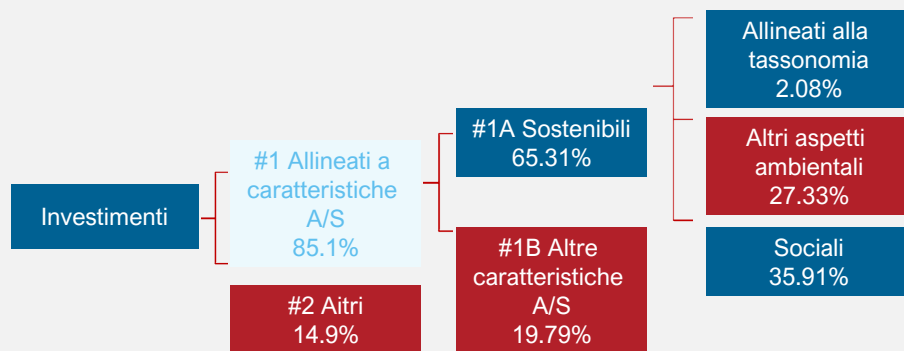 Investimenti
#1 Allineati a
caratteristiche
A/S
85.1%
#2 Aitri
14.9%
#1A Sostenibili
65.31%
#1B Altre
caratteristiche
A/S
19.79%
Allineati alla
tassonomia
2.08%
Altri aspetti
ambientali
27.33%
Sociali
35.91%